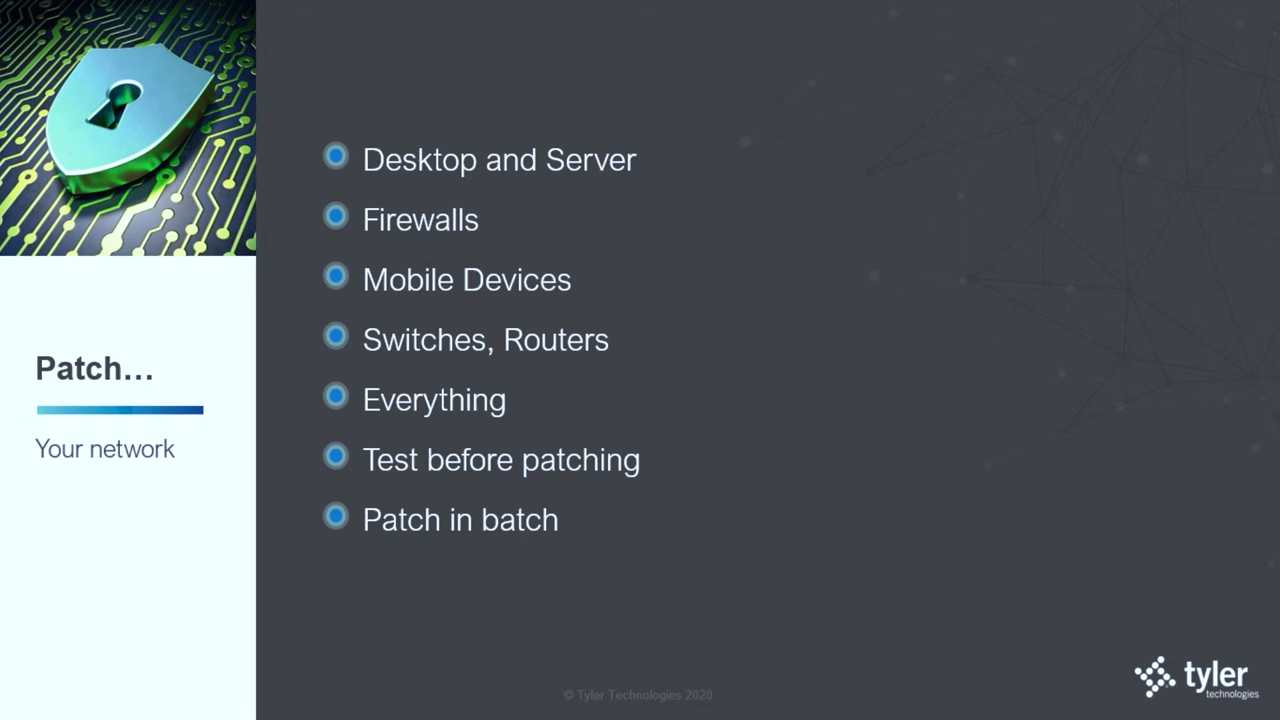 Patch...
Your network
Desktop and Server
Firewalls
Mobile Devices
Switches, Routers
Everything
Test before patching
Patch in batch
© Tyler Technologies 2020
tyler
technologies